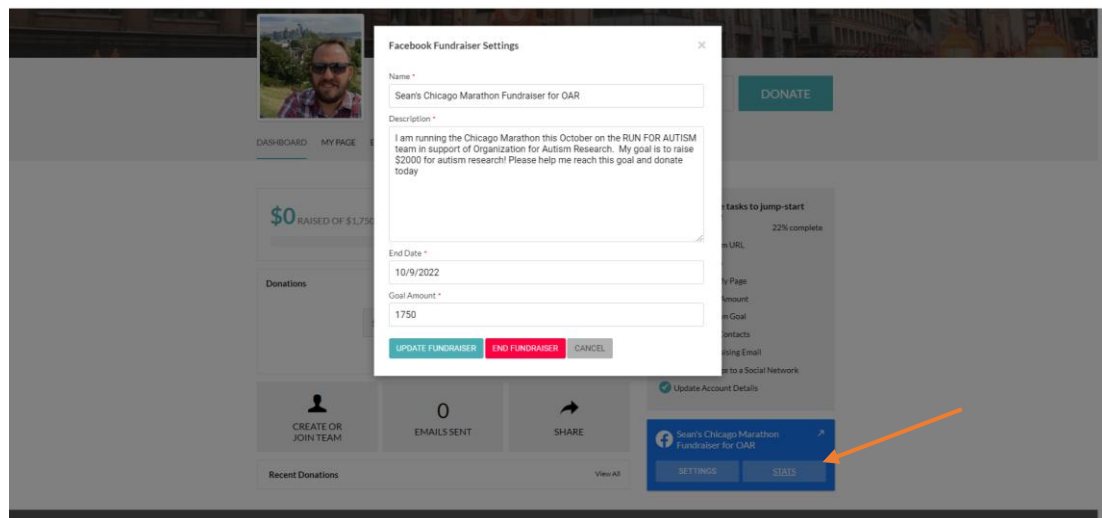 Facebook Fundraiser Settings ×
Name *
Sean's Chicago Marathon Fundraiser for OAR
Description *
I am running the Chicago Marathon this October on the RUN FOR AUTISM
team in support of Organization for Autism Research. My goal is to raise
$2000 for autism research! Please help me reach this goal and donate
today
End Date *
10/9/2022
Goal Amount *
1750
UPDATE FUNDRAISER END FUNDRAISER CANCEL
DONATE
DASHBOARD MY PAGE
$0 RAISED OF $1,750
Donations
tasks to jump-start
22% complete
URL
Page
Amount
Goal
Contacts
Email
to a Social Network
Update Account Details
CREATE OR
JOIN TEAM
0
EMAILS SENT
SHARE
Sean's Chicago Marathon
Fundraiser for OAR
SETTINGS STATS
Recent Donations View All